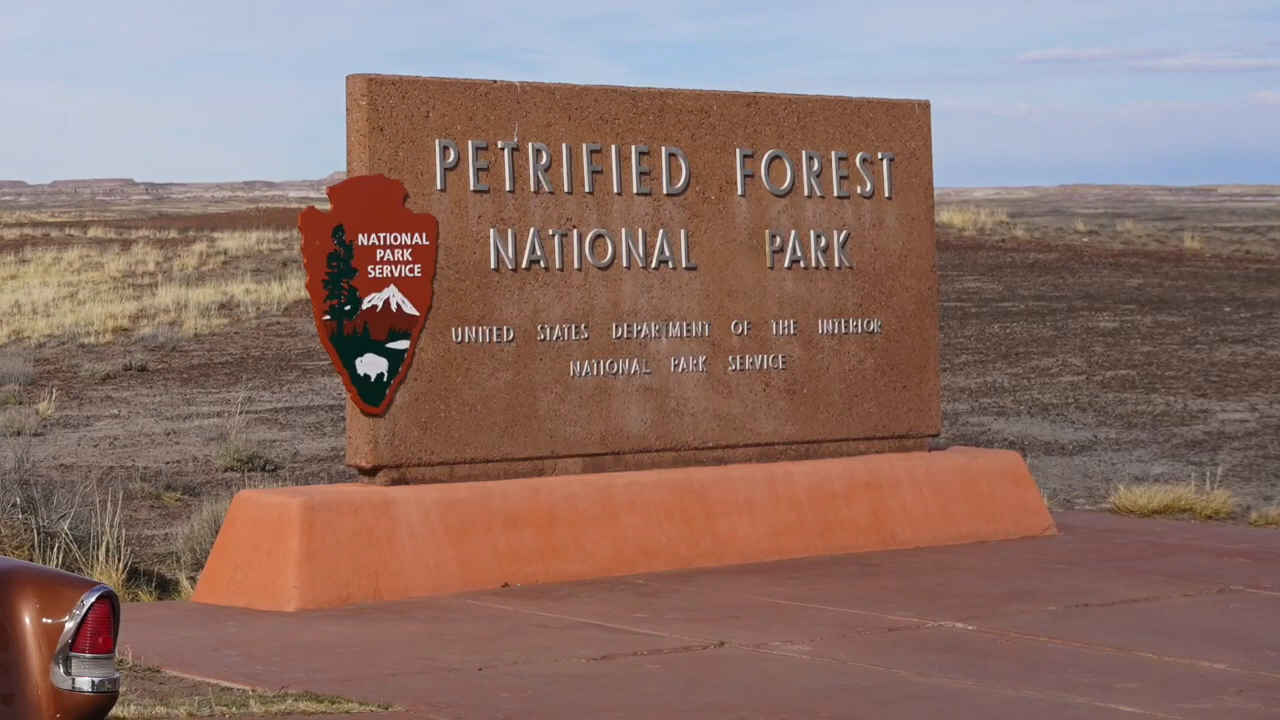 PETRIFIED FOREST
NATIONAL PARK
UNITED STATES DEPARTMENT OF THE INTERIOR
NATIONAL PARK SERVICE
NATIONAL
PARK
SERVICE